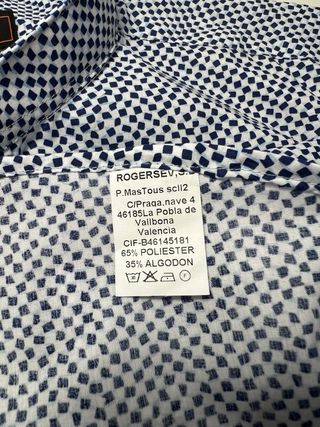 ROGERSEV,S.
P.MasTous scll2
C/Praga,nave 4
46185La Pobla de
Vallbona
Valencia
CIF-B46145181
65% POLIESTER
35% ALGODON